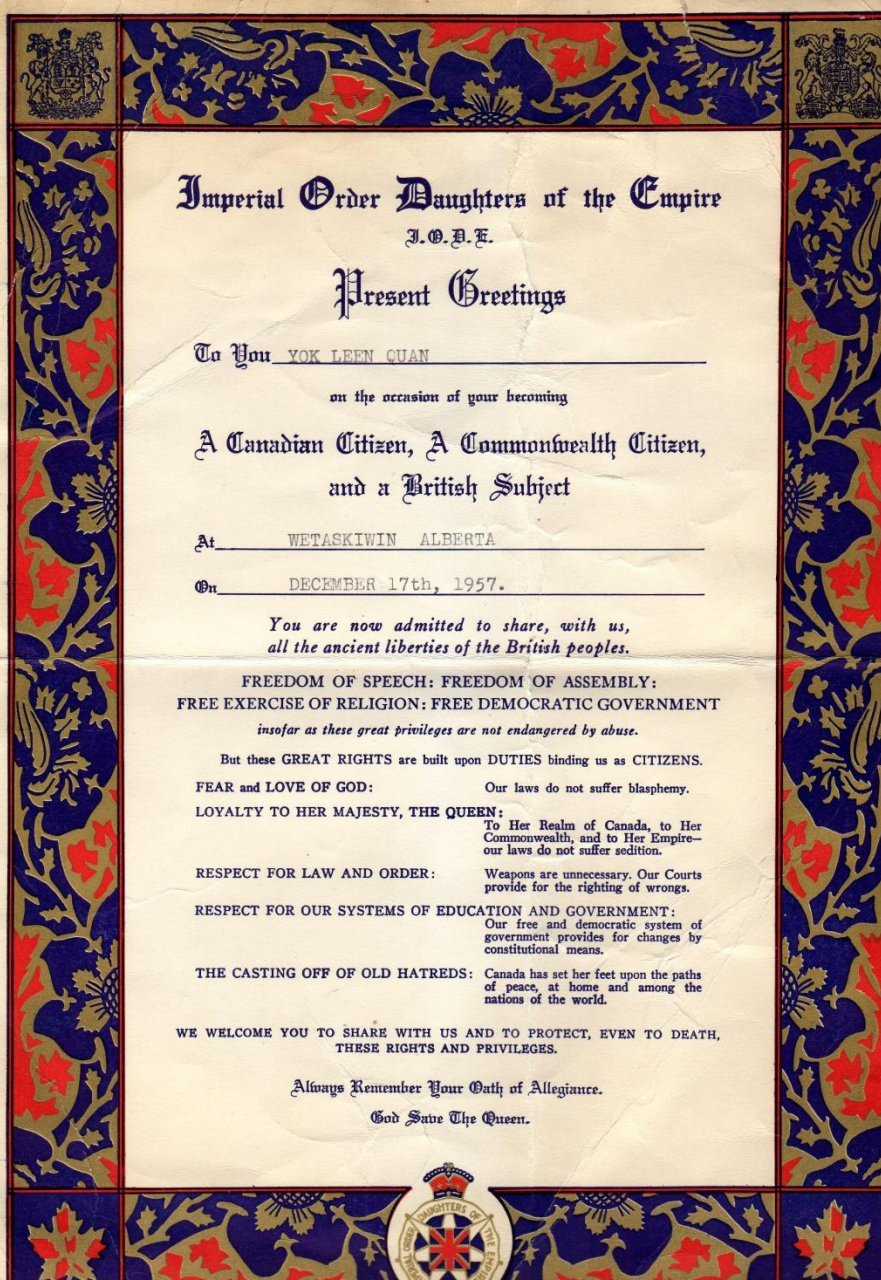 Imperial Order Daughters of the Empire
I.O.D.E.
Present Greetings
To You YOK LEEN QUAN
on the occasion of your becoming
A Canadian Citizen, A Commonwealth Citizen,
and a British Subject
At WETASKIWIN ALBERTA
On DECEMBER 17th, 1957.
You are now admitted to share, with us,
all the ancient liberties of the British peoples.
FREEDOM OF SPEECH: FREEDOM OF ASSEMBLY:
FREE EXERCISE OF RELIGION: FREE DEMOCRATIC GOVERNMENT
insofar as these great privileges are not endangered by abuse.
But these GREAT RIGHTS are built upon DUTIES binding us as CITIZENS.
FEAR and LOVE OF GOD: Our laws do not suffer blasphemy.
LOYALTY TO HER MAJESTY, THE QUEEN:
To Her Realm of Canada, to Her
Commonwealth, and to Her Empire—
our laws do not suffer sedition.
RESPECT FOR LAW AND ORDER: Weapons are unnecessary. Our Courts
provide for the righting of wrongs.
RESPECT FOR OUR SYSTEMS OF EDUCATION AND GOVERNMENT:
Our free and democratic system of
government provides for changes by
constitutional means.
THE CASTING OFF OF OLD HATREDS: Canada has set her feet upon the paths
of peace, at home and among the
nations of the world.
WE WELCOME YOU TO SHARE WITH US AND TO PROTECT, EVEN TO DEATH,
THESE RIGHTS AND PRIVILEGES.
Always Remember Your Oath of Allegiance.
God Save The Queen.
DAUGHTERS OF
THE
ORDER